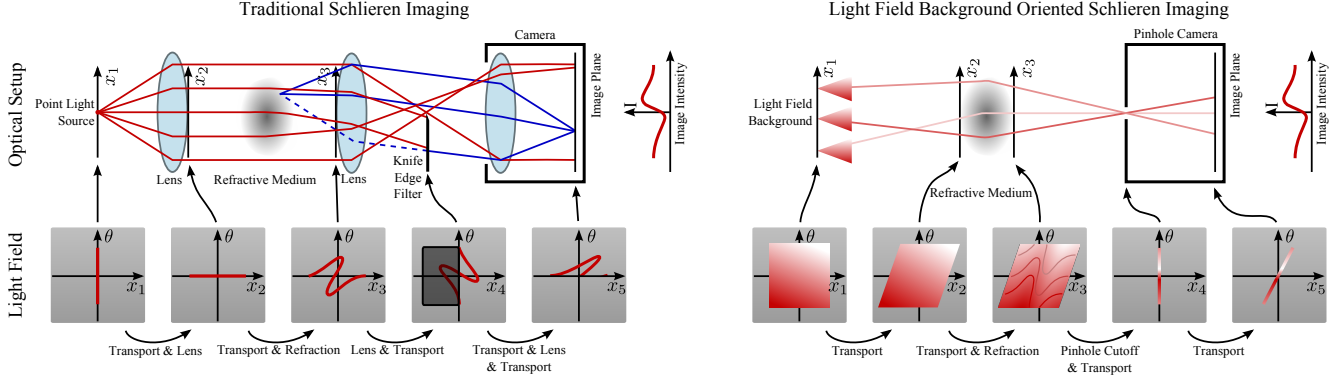 Traditional Schlieren Imaging
Light Field Background Oriented Schlieren Imaging
Optical Setup
x1
Point Light
Source
Lens
x2
Refractive Medium
x3
Lens
Knife
Edge
Filter
Camera
Image Plane
I
Image Intensity
x1
Light Field
Background
x2
x3
Refractive Medium
Pinhole Camera
Image Plane
I
Image Intensity
Light Field
θ
x1
θ
x2
θ
x3
θ
x4
θ
x5
θ
x1
θ
x2
θ
x3
θ
x4
θ
x5
Transport & Lens
Transport & Refraction
Lens & Transport
Transport & Lens
& Transport
Transport
Transport & Refraction
Pinhole Cutoff
& Transport
Transport